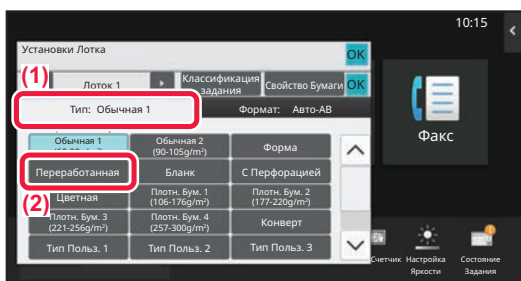 10:15
Установки Лотка
OK
(1)
Лоток 1
Классификация
задания
Свойство Бумаги
OK
Тип: Обычная 1
Формат: Авто-AB
Обычная 1
Обычная 2
(90-105g/m²)
Форма
Факс
Переработанная
Бланк
С Перфорацией
(2)
Цветная
Плотн. Бум. 1
(106-176g/m²)
Плотн. Бум. 2
(177-220g/m²)
Плотн. Бум. 3
(221-256g/m²)
Плотн. Бум. 4
(257-300g/m²)
Конверт
Тип Польз. 1
Тип Польз. 2
Тип Польз. 3
Счетчик
Настройка
Яркости
Состояние
Задания